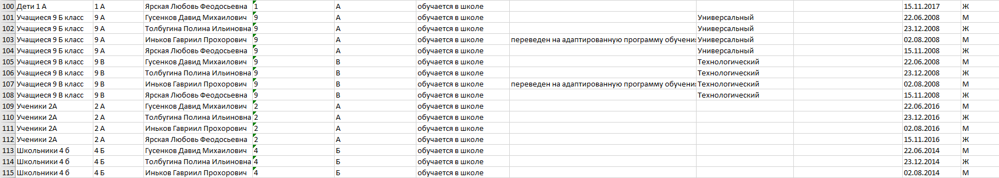 100 Дети 1 А 1 А Ярская Любовь Феодосьевна 1 А обучается в школе 15.11.2017 Ж
101 Учащиеся 9 Б класс 9 А Гусенков Давид Михаилович 9 А обучается в школе Универсальный 22.06.2008 М
102 Учащиеся 9 Б класс 9 А Толбугина Полина Ильиновна 9 А обучается в школе Универсальный 23.12.2008 Ж
103 Учащиеся 9 Б класс 9 А Иньков Гавриил Прохорович 9 А обучается в школе переведен на адаптированную программу обучения Универсальный 02.08.2008 М
104 Учащиеся 9 Б класс 9 А Ярская Любовь Феодосьевна 9 А обучается в школе Универсальный 15.11.2008 Ж
105 Учащиеся 9 В класс 9 В Гусенков Давид Михаилович 9 В обучается в школе Технологический 22.06.2008 М
106 Учащиеся 9 В класс 9 В Толбугина Полина Ильиновна 9 В обучается в школе Технологический 23.12.2008 Ж
107 Учащиеся 9 В класс 9 В Иньков Гавриил Прохорович 9 В обучается в школе переведен на адаптированную программу обучения Технологический 02.08.2008 М
108 Учащиеся 9 В класс 9 В Ярская Любовь Феодосьевна 9 В обучается в школе Технологический 15.11.2008 Ж
109 Ученики 2А 2 А Гусенков Давид Михаилович 2 А обучается в школе 22.06.2016 М
110 Ученики 2А 2 А Толбугина Полина Ильиновна 2 А обучается в школе 23.12.2016 Ж
111 Ученики 2А 2 А Иньков Гавриил Прохорович 2 А обучается в школе 02.08.2016 М
112 Ученики 2А 2 А Ярская Любовь Феодосьевна 2 А обучается в школе 15.11.2016 Ж
113 Школьники 4 б 4 Б Гусенков Давид Михаилович 4 Б обучается в школе 22.06.2014 М
114 Школьники 4 б 4 Б Толбугина Полина Ильиновна 4 Б обучается в школе 23.12.2014 Ж
115 Школьники 4 б 4 Б Иньков Гавриил Прохорович 4 Б обучается в школе 02.08.2014 М